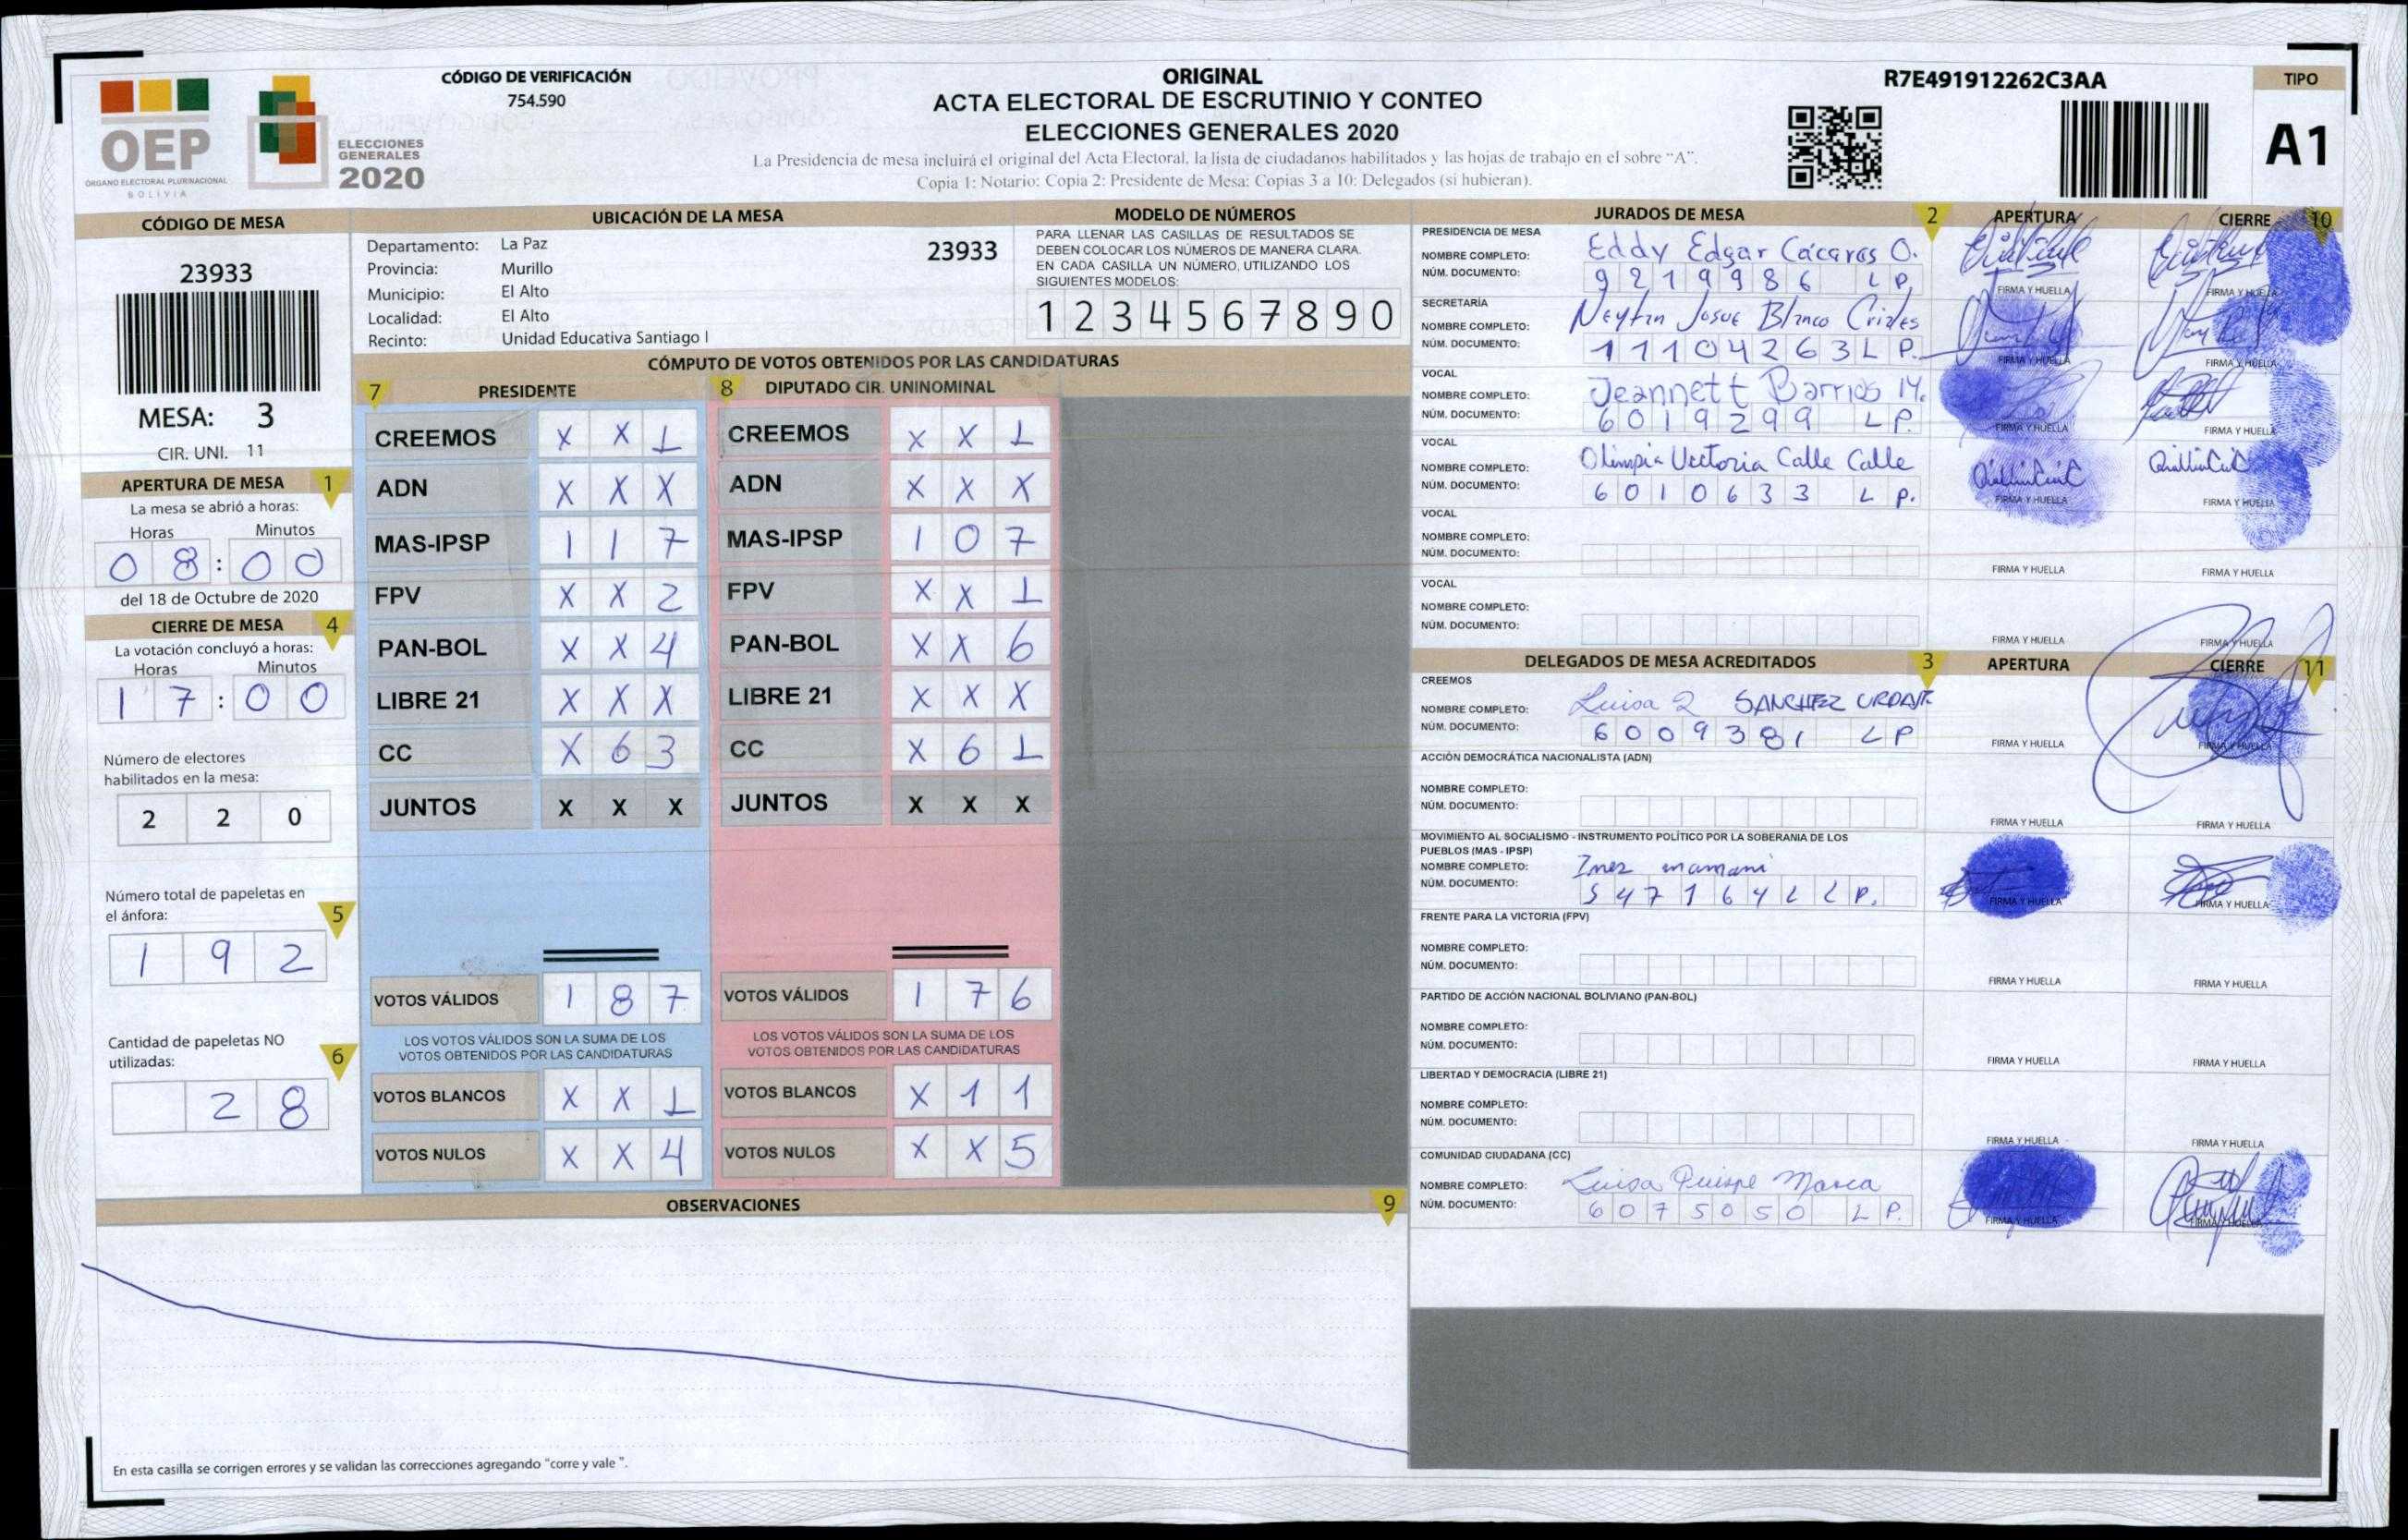 CÓDIGO DE VERIFICACIÓN
754.590
ORIGINAL
ACTA ELECTORAL DE ESCRUTINIO Y CONTEO
ELECCIONES GENERALES 2020
La Presidencia de mesa incluirá el original del Acta Electoral, la lista de ciudadanos habilitados y las hojas de trabajo en el sobre "A".
Copia 1: Notario: Copia 2: Presidente de Mesa: Copias 3 a 10: Delegados (si hubieran).
R7E491912262C3AA
TIPO
A1
OEP
ÓRGANO ELECTORAL PLURINACIONAL
BOLIVIA
ELECCIONES
GENERALES
2020
CÓDIGO DE MESA
23933
MESA: 3
CIR. UNI. 11
APERTURA DE MESA 1
La mesa se abrió a horas:
Horas Minutos
08:00
del 18 de Octubre de 2020
CIERRE DE MESA 4
La votación concluyó a horas:
Horas Minutos
17:00
Número de electores
habilitados en la mesa:
2 2 0
Número total de papeletas en
el ánfora:
5
1 9 2
Cantidad de papeletas NO
utilizadas:
6
2 8
UBICACIÓN DE LA MESA
Departamento: La Paz
23933
Provincia: Murillo
Municipio: El Alto
Localidad: El Alto
Recinto: Unidad Educativa Santiago I
MODELO DE NÚMEROS
PARA LLENAR LAS CASILLAS DE RESULTADOS SE
DEBEN COLOCAR LOS NÚMEROS DE MANERA CLARA.
EN CADA CASILLA UN NÚMERO, UTILIZANDO LOS
SIGUIENTES MODELOS:
1 2 3 4 5 6 7 8 9 0
CÓMPUTO DE VOTOS OBTENIDOS POR LAS CANDIDATURAS
7 PRESIDENTE
CREEMOS X X 1
ADN X X X
MAS-IPSP 1 1 7
FPV X X 2
PAN-BOL X X 4
LIBRE 21 X X X
CC X 6 3
JUNTOS X X X
VOTOS VÁLIDOS 1 8 7
LOS VOTOS VÁLIDOS SON LA SUMA DE LOS
VOTOS OBTENIDOS POR LAS CANDIDATURAS
VOTOS BLANCOS X X 1
VOTOS NULOS X X 4
8 DIPUTADO CIR. UNINOMINAL
CREEMOS X X 1
ADN X X X
MAS-IPSP 1 0 7
FPV X X 1
PAN-BOL X X 6
LIBRE 21 X X X
CC X 6 1
JUNTOS X X X
VOTOS VÁLIDOS 1 7 6
LOS VOTOS VÁLIDOS SON LA SUMA DE LOS
VOTOS OBTENIDOS POR LAS CANDIDATURAS
VOTOS BLANCOS X 1 1
VOTOS NULOS X X 5
OBSERVACIONES 9
En esta casilla se corrigen errores y se validan las correcciones agregando "corre y vale ".
JURADOS DE MESA 2 APERTURA CIERRE 10
PRESIDENCIA DE MESA
NOMBRE COMPLETO: Eddy Edgar Cácares O.
NÚM. DOCUMENTO: 9219986 LP.
FIRMA Y HUELLA FIRMA Y HUELLA
SECRETARÍA
NOMBRE COMPLETO: Josue Blanco
NÚM. DOCUMENTO: 11104263LP.
FIRMA Y HUELLA FIRMA Y HUELLA
VOCAL
NOMBRE COMPLETO: Jeannett Barrios M.
NÚM. DOCUMENTO: 6019299 LP.
FIRMA Y HUELLA FIRMA Y HUELLA
VOCAL
NOMBRE COMPLETO: Olimpia Victoria Calle Calle
NÚM. DOCUMENTO: 6010633 LP.
FIRMA Y HUELLA FIRMA Y HUELLA
VOCAL
NOMBRE COMPLETO:
NÚM. DOCUMENTO:
FIRMA Y HUELLA FIRMA Y HUELLA
VOCAL
NOMBRE COMPLETO:
NÚM. DOCUMENTO:
FIRMA Y HUELLA FIRMA Y HUELLA
DELEGADOS DE MESA ACREDITADOS 3 APERTURA CIERRE 11
CREEMOS
NOMBRE COMPLETO: Luisa SANCHEZ
NÚM. DOCUMENTO: 6009381 LP
FIRMA Y HUELLA FIRMA Y HUELLA
ACCIÓN DEMOCRÁTICA NACIONALISTA (ADN)
NOMBRE COMPLETO:
NÚM. DOCUMENTO:
FIRMA Y HUELLA FIRMA Y HUELLA
MOVIMIENTO AL SOCIALISMO - INSTRUMENTO POLÍTICO POR LA SOBERANIA DE LOS
PUEBLOS (MAS - IPSP)
NOMBRE COMPLETO: Inez mamani
NÚM. DOCUMENTO: 547164 LP.
FIRMA Y HUELLA FIRMA Y HUELLA
FRENTE PARA LA VICTORIA (FPV)
NOMBRE COMPLETO:
NÚM. DOCUMENTO:
FIRMA Y HUELLA FIRMA Y HUELLA
PARTIDO DE ACCIÓN NACIONAL BOLIVIANO (PAN-BOL)
NOMBRE COMPLETO:
NÚM. DOCUMENTO:
FIRMA Y HUELLA FIRMA Y HUELLA
LIBERTAD Y DEMOCRACIA (LIBRE 21)
NOMBRE COMPLETO:
NÚM. DOCUMENTO:
FIRMA Y HUELLA FIRMA Y HUELLA
COMUNIDAD CIUDADANA (CC)
NOMBRE COMPLETO: Luisa Quispe Marca
NÚM. DOCUMENTO: 6075050 LP.
FIRMA Y HUELLA FIRMA Y HUELLA